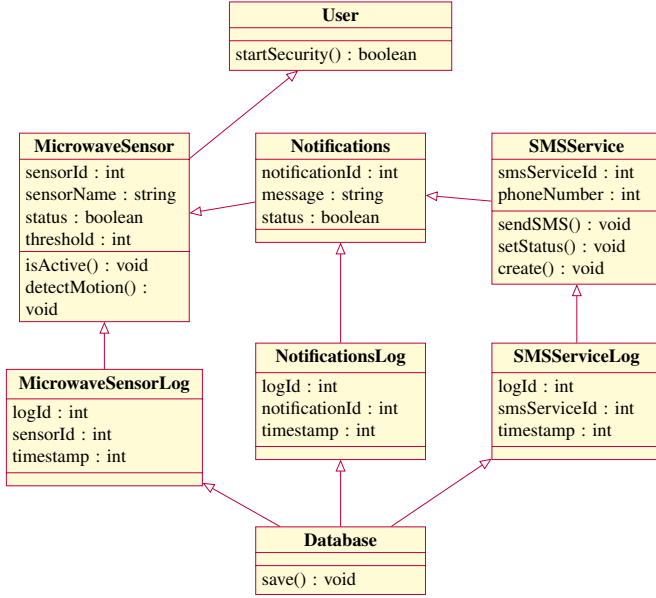 User
startSecurity() : boolean
MicrowaveSensor
sensorId : int
sensorName : string
status : boolean
threshold : int
isActive() : void
detectMotion() :
void
Notifications
notificationId : int
message : string
status : boolean
SMSService
smsServiceId : int
phoneNumber : int
sendSMS() : void
setStatus() : void
create() : void
MicrowaveSensorLog
logId : int
sensorId : int
timestamp : int
NotificationsLog
logId : int
notificationId : int
timestamp : int
SMSServiceLog
logId : int
smsServiceId : int
timestamp : int
Database
save() : void